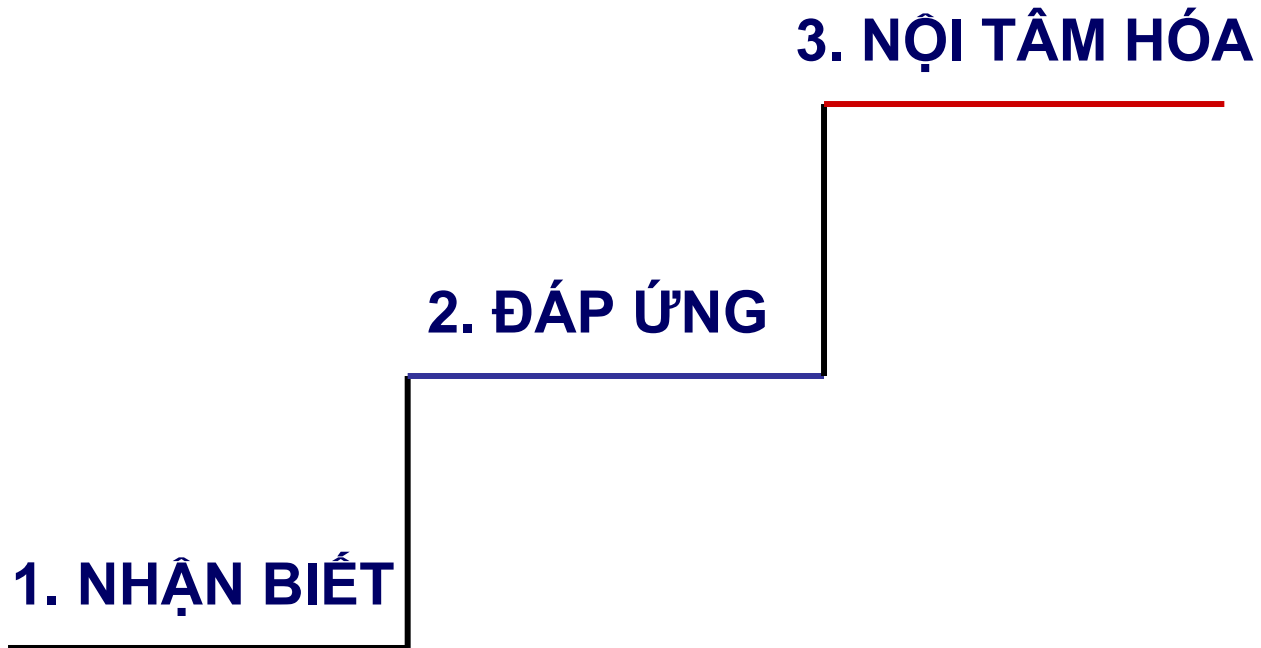 3. NỘI TÂM HÓA
2. ĐÁP ỨNG
1. NHẬN BIẾT